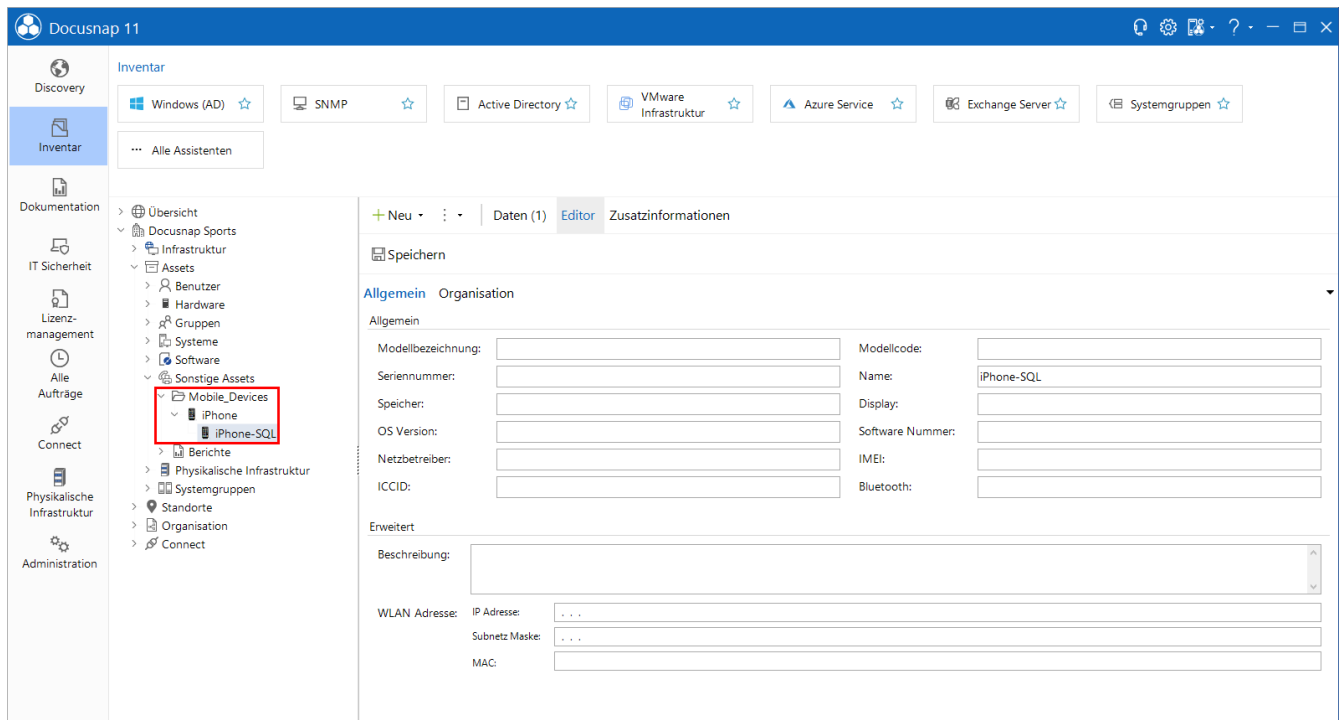 Docusnap 11
?
Discovery
Inventar
Dokumentation
IT Sicherheit
Lizenz-
management
Alle
Aufträge
Connect
Physikalische
Infrastruktur
Administration
Inventar
Windows (AD)
SNMP
Active Directory
VMware
Infrastruktur
Azure Service
Exchange Server
Systemgruppen
... Alle Assistenten
Übersicht
Docusnap Sports
Infrastruktur
Assets
Benutzer
Hardware
Gruppen
Systeme
Software
Sonstige Assets
Mobile_Devices
iPhone
iPhone-SQL
Berichte
Physikalische Infrastruktur
Systemgruppen
Standorte
Organisation
Connect
+ Neu Daten (1) Editor Zusatzinformationen
Speichern
Allgemein Organisation
Allgemein
Modellbezeichnung: Modellcode:
Seriennummer: Name: iPhone-SQL
Speicher: Display:
OS Version: Software Nummer:
Netzbetreiber: IMEI:
ICCID: Bluetooth:
Erweitert
Beschreibung:
WLAN Adresse: IP Adresse: . . .
Subnetz Maske: . . .
MAC: